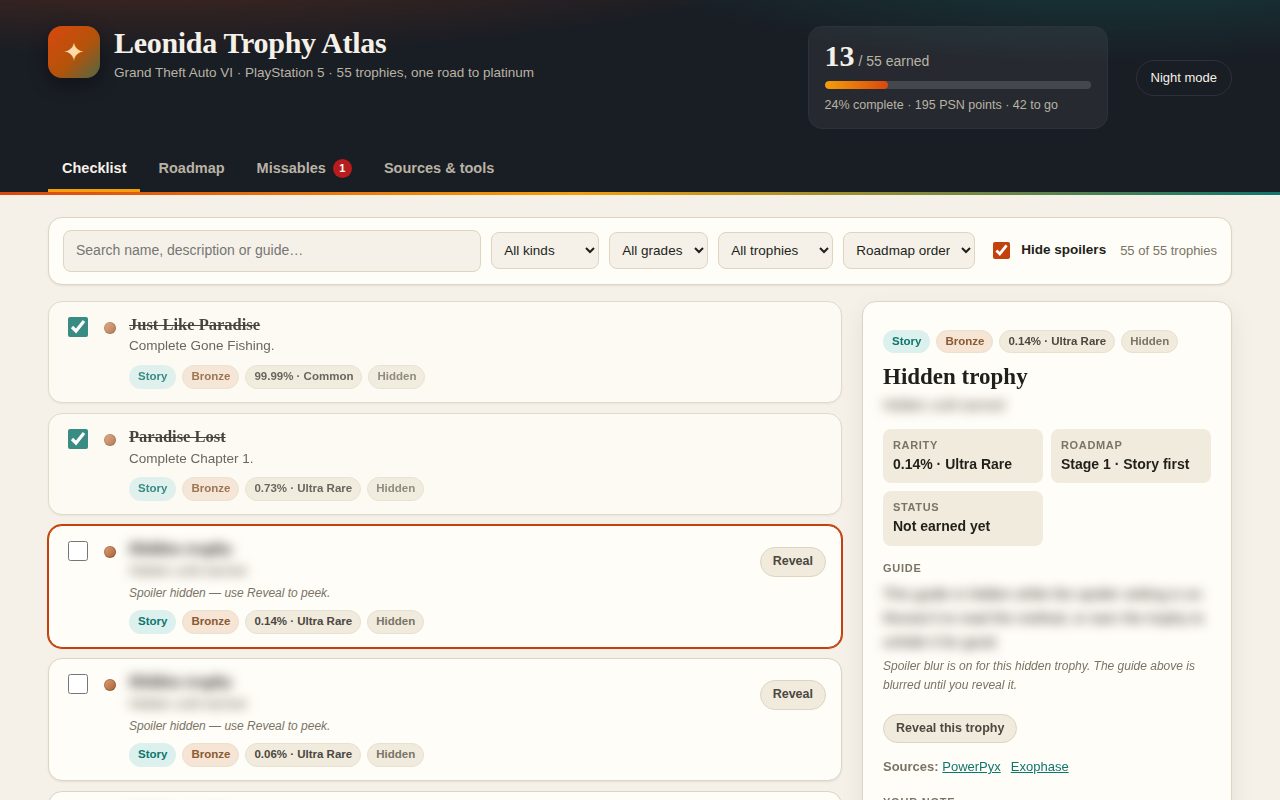 Leonida Trophy Atlas
Grand Theft Auto VI · PlayStation 5 · 55 trophies, one road to platinum
13 / 55 earned
24% complete · 195 PSN points · 42 to go
Night mode
Checklist
Roadmap
Missables 1
Sources & tools
Search name, description or guide…
All kinds
All grades
All trophies
Roadmap order
Hide spoilers
55 of 55 trophies
Just Like Paradise
Complete Gone Fishing.
Story
Bronze
99.99% · Common
Hidden
Paradise Lost
Complete Chapter 1.
Story
Bronze
0.73% · Ultra Rare
Hidden
Reveal
Spoiler hidden — use Reveal to peek.
Story
Bronze
0.14% · Ultra Rare
Hidden
Reveal
Spoiler hidden — use Reveal to peek.
Story
Bronze
0.06% · Ultra Rare
Hidden
Story
Bronze
0.14% · Ultra Rare
Hidden
Hidden trophy
RARITY
0.14% · Ultra Rare
ROADMAP
Stage 1 · Story first
STATUS
Not earned yet
GUIDE
Spoiler blur is on for this hidden trophy. The guide above is
blurred until you reveal it.
Reveal this trophy
Sources: PowerPyx Exophase